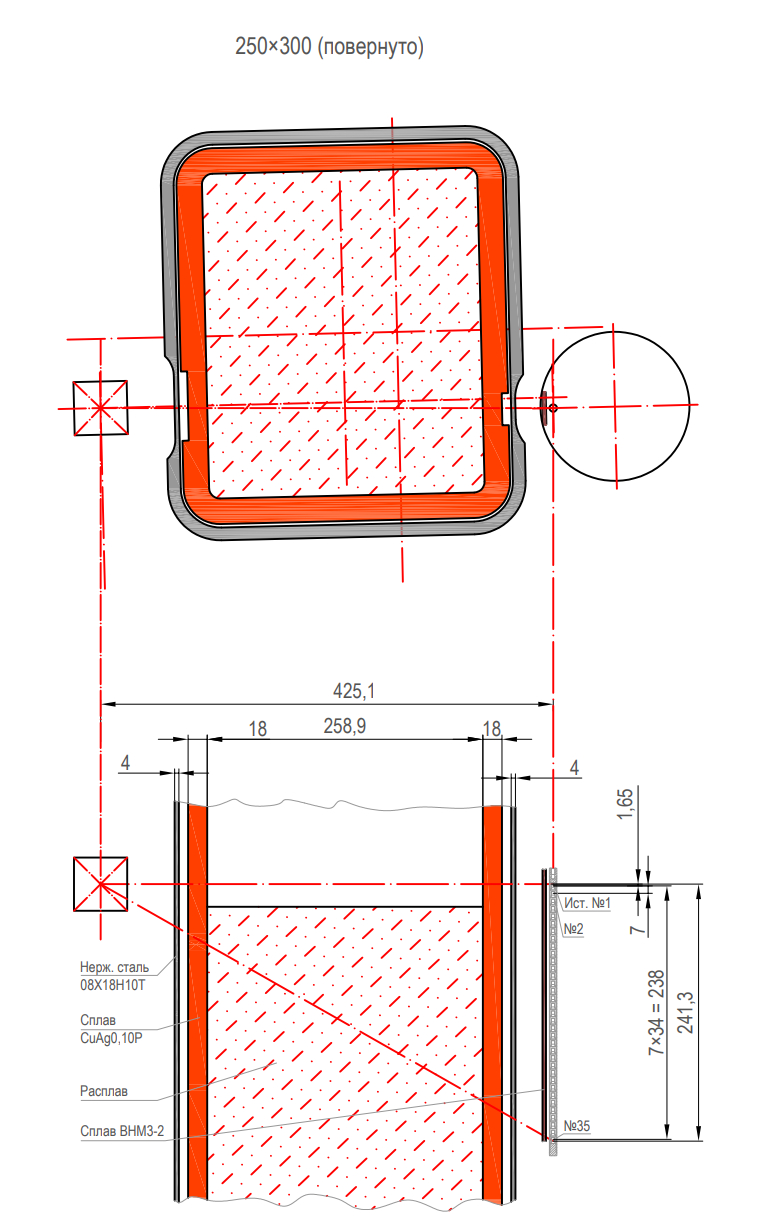 250×300 (повернуто)
425,1
18
258,9
18
4
4
1,65
Ист. №1
№2
7
Нерж. сталь
08Х18Н10Т
7×34 = 238
241,3
Сплав
CuAg0,10P
Расплав
Сплав ВНМ3-2
№35